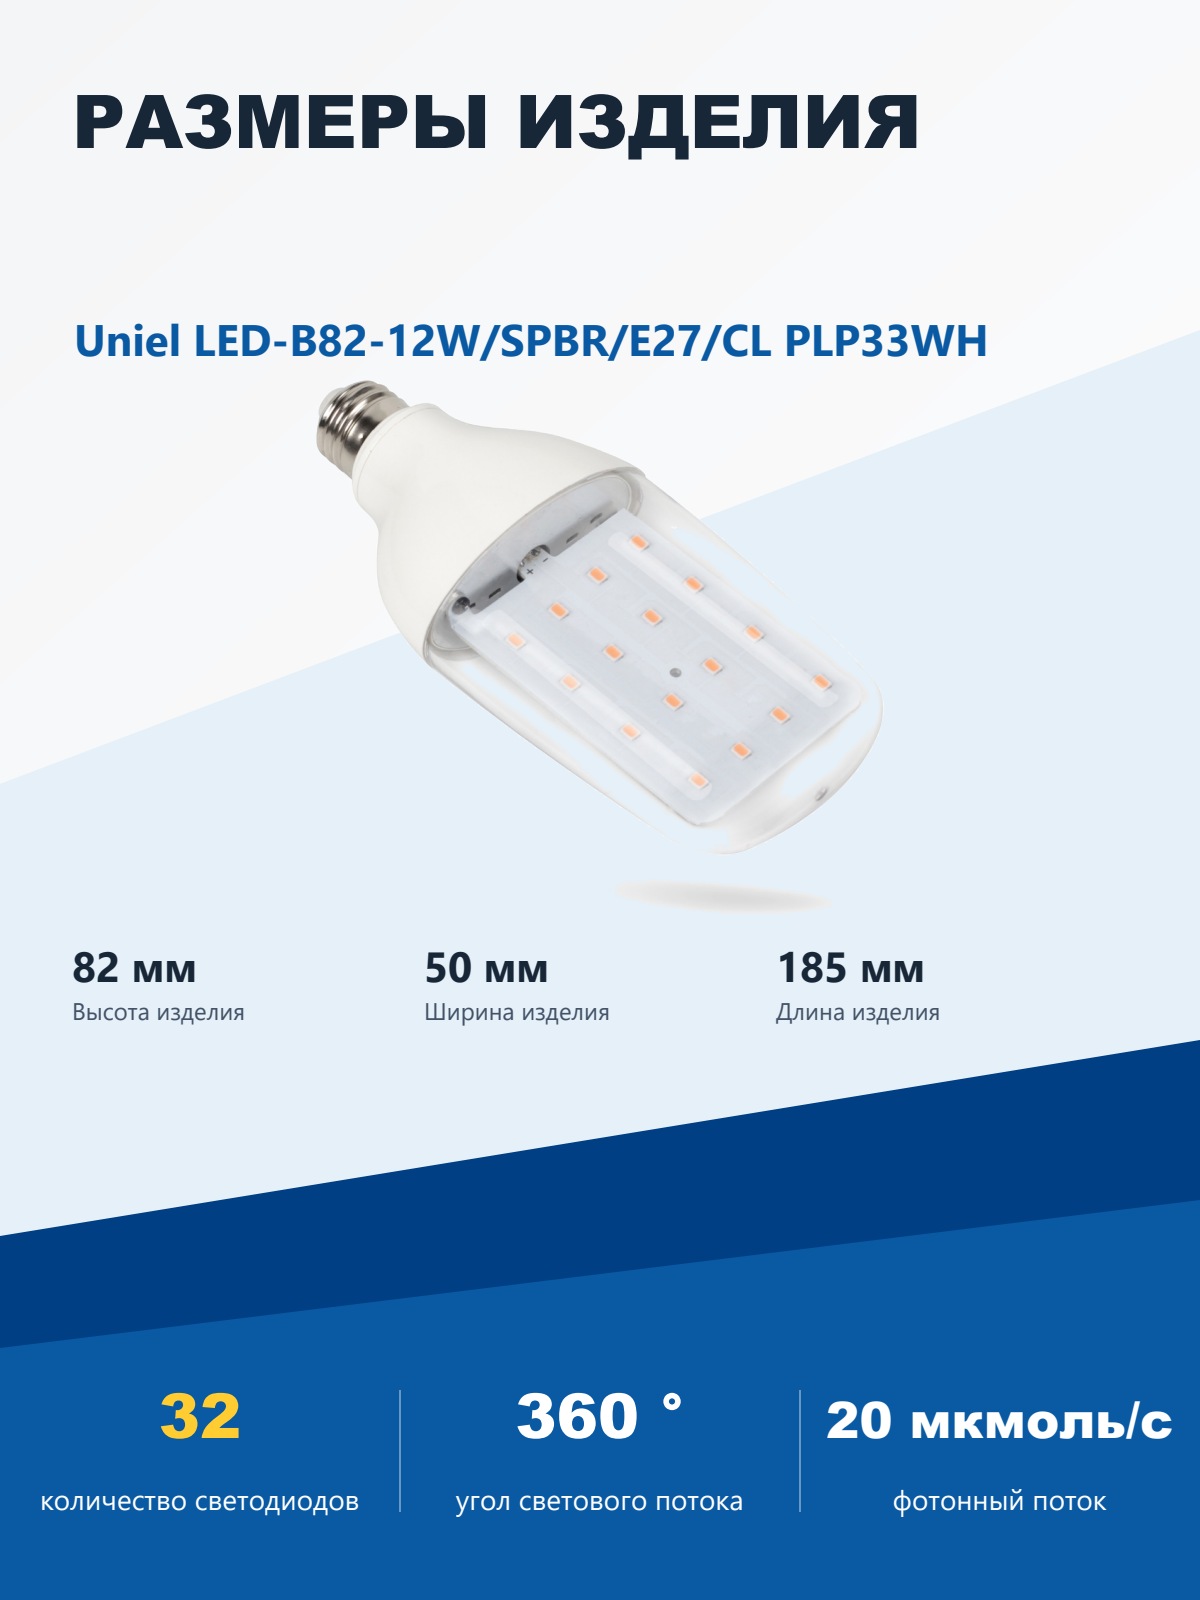 РАЗМЕРЫ ИЗДЕЛИЯ
Uniel LED-B82-12W/SPBR/E27/CL PLP33WH
82 мм
Высота изделия
50 мм
Ширина изделия
185 мм
Длина изделия
32
количество светодиодов
360 °
угол светового потока
20 мкмоль/с
фотонный поток